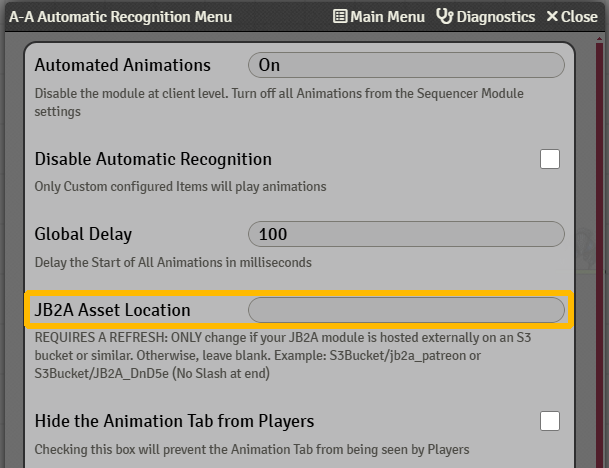 A-A Automatic Recognition Menu Main Menu Diagnostics Close
Automated Animations On
Disable the module at client level. Turn off all Animations from the Sequencer Module
settings
Disable Automatic Recognition
Only Custom configured Items will play animations
Global Delay 100
Delay the Start of All Animations in milliseconds
JB2A Asset Location
REQUIRES A REFRESH: ONLY change if your JB2A module is hosted externally on an S3
bucket or similar. Otherwise, leave blank. Example: S3Bucket/jb2a_patreon or
S3Bucket/JB2A_DnD5e (No Slash at end)
Hide the Animation Tab from Players
Checking this box will prevent the Animation Tab from being seen by Players